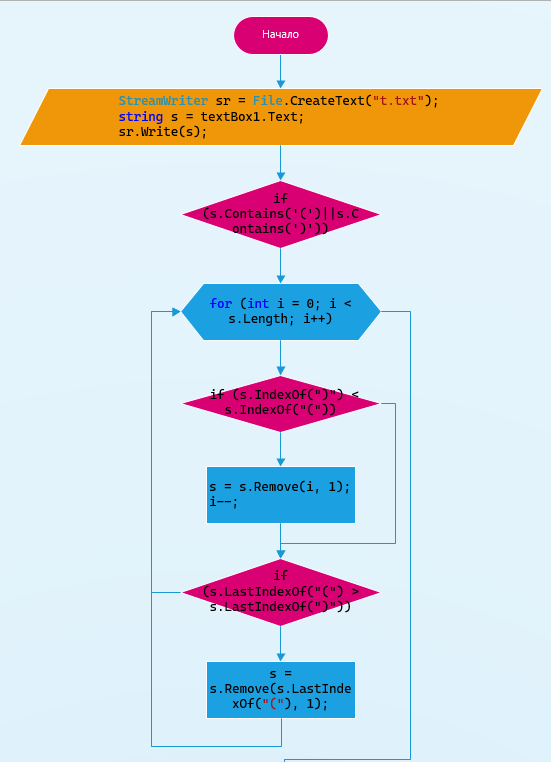 Начало
StreamWriter sr = File.CreateText("t.txt");
string s = textBox1.Text;
sr.Write(s);
if
(s.Contains('(')||s.C
ontains(')'))
for (int i = 0; i <
s.Length; i++)
if (s.IndexOf(")") <
s.IndexOf("("))
s = s.Remove(i, 1);
i--;
if
(s.LastIndexOf("(") >
s.LastIndexOf(")"))
s =
s.Remove(s.LastInde
xOf("("), 1);